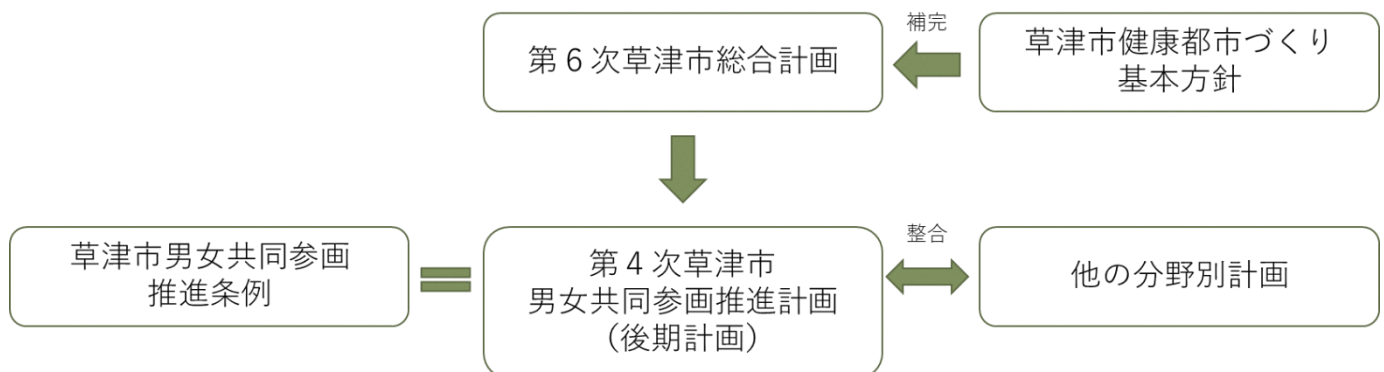 補完
第6次草津市総合計画
草津市健康都市づくり
基本方針
草津市男女共同参画
推進条例
第4次草津市
男女共同参画推進計画
（後期計画）
整合
他の分野別計画